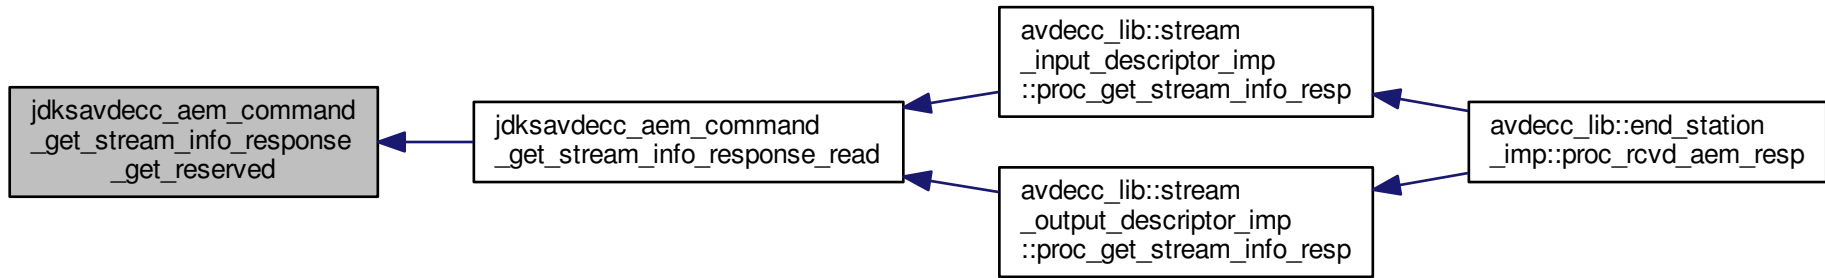 jdksavdecc_aem_command
_get_stream_info_response
_get_reserved
jdksavdecc_aem_command
_get_stream_info_response_read
avdecc_lib::stream
_input_descriptor_imp
::proc_get_stream_info_resp
avdecc_lib::stream
_output_descriptor_imp
::proc_get_stream_info_resp
avdecc_lib::end_station
_imp::proc_rcvd_aem_resp